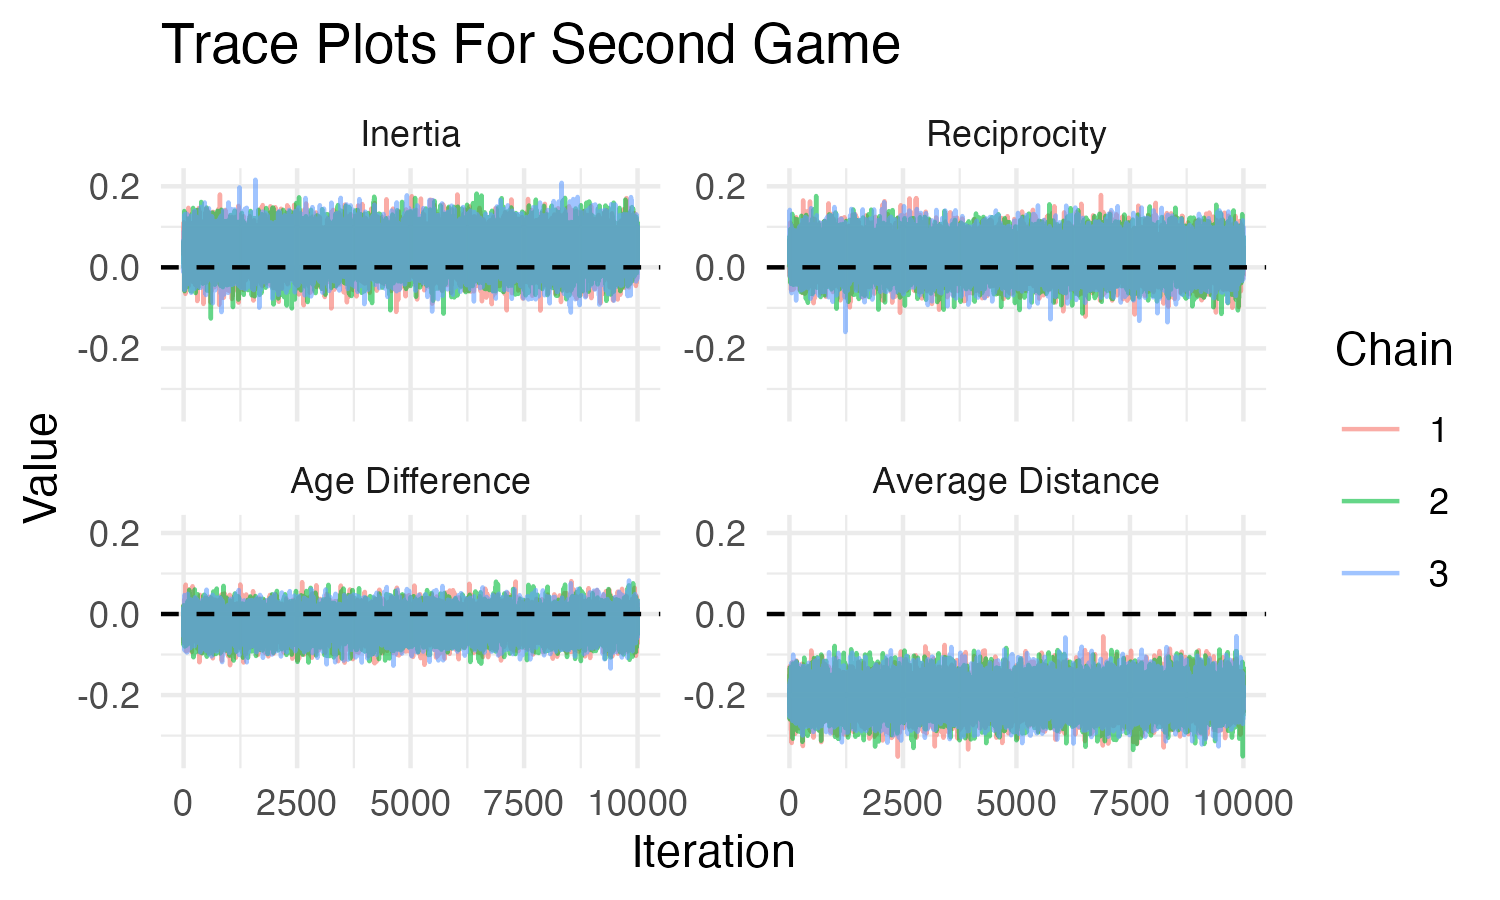 Trace Plots For Second Game
Inertia
Reciprocity
0.2
0.0
-0.2
0.2
0.0
-0.2
Value
Age Difference
Average Distance
0.2
0.0
-0.2
0.2
0.0
-0.2
0 2500 5000 7500 10000
0 2500 5000 7500 10000
Iteration
Chain
1
2
3